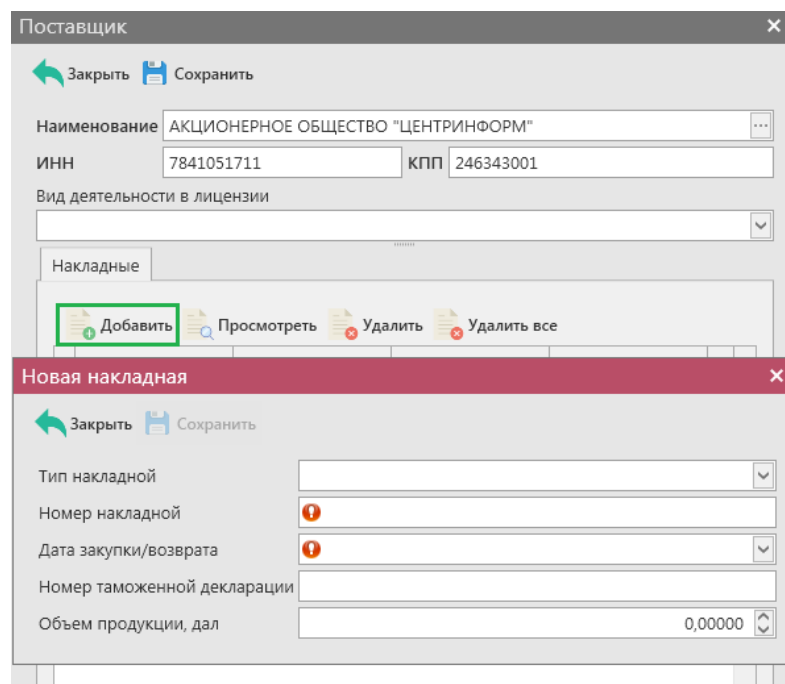 Поставщик
Закрыть Сохранить
Наименование АКЦИОНЕРНОЕ ОБЩЕСТВО "ЦЕНТРИНФОРМ" ...
ИНН 7841051711 КПП 246343001
Вид деятельности в лицензии
Накладные
Добавить Просмотреть Удалить Удалить все
Новая накладная
Закрыть Сохранить
Тип накладной
Номер накладной
Дата закупки/возврата
Номер таможенной декларации
Объем продукции, дал 0,00000